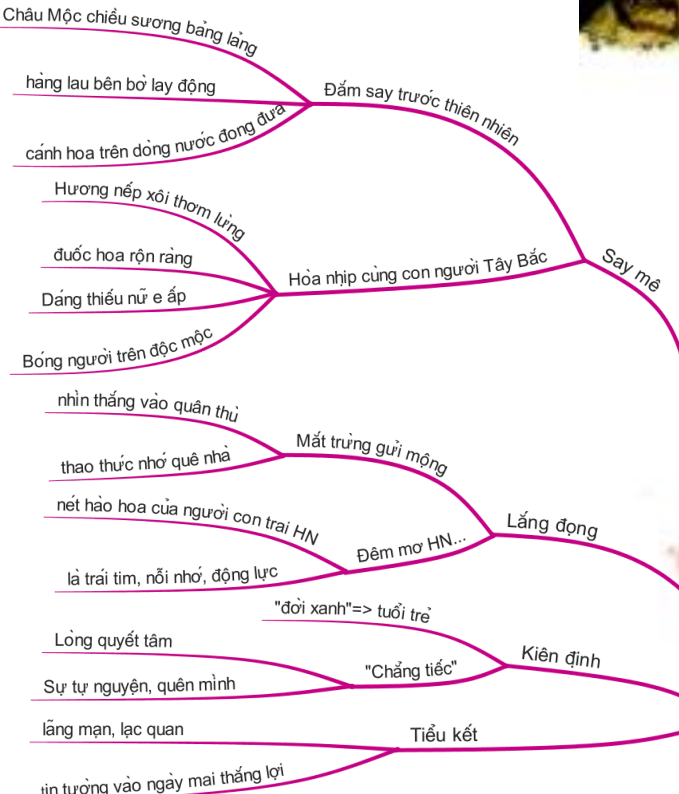 Châu Mộc chiều sương bảng lảng
hàng lau bên bờ lay động
cánh hoa trên dòng nước đong đưa
Đắm say trước thiên nhiên
Hương nếp xôi thơm lừng
đuốc hoa rộn ràng
Dáng thiếu nữ e ấp
Bóng người trên độc mộc
Hòa nhịp cùng con người Tây Bắc
Say mê
nhìn thẳng vào quân thù
thao thức nhớ quê nhà
Mắt trừng gửi mộng
nét hào hoa của người con trai HN
là trái tim, nỗi nhớ, động lực
Đêm mơ HN...
Lắng đọng
"đời xanh"=> tuổi trẻ
Lòng quyết tâm
Sự tự nguyện, quên mình
"Chẳng tiếc"
Kiên định
lãng mạn, lạc quan
tin tưởng vào ngày mai thắng lợi
Tiểu kết